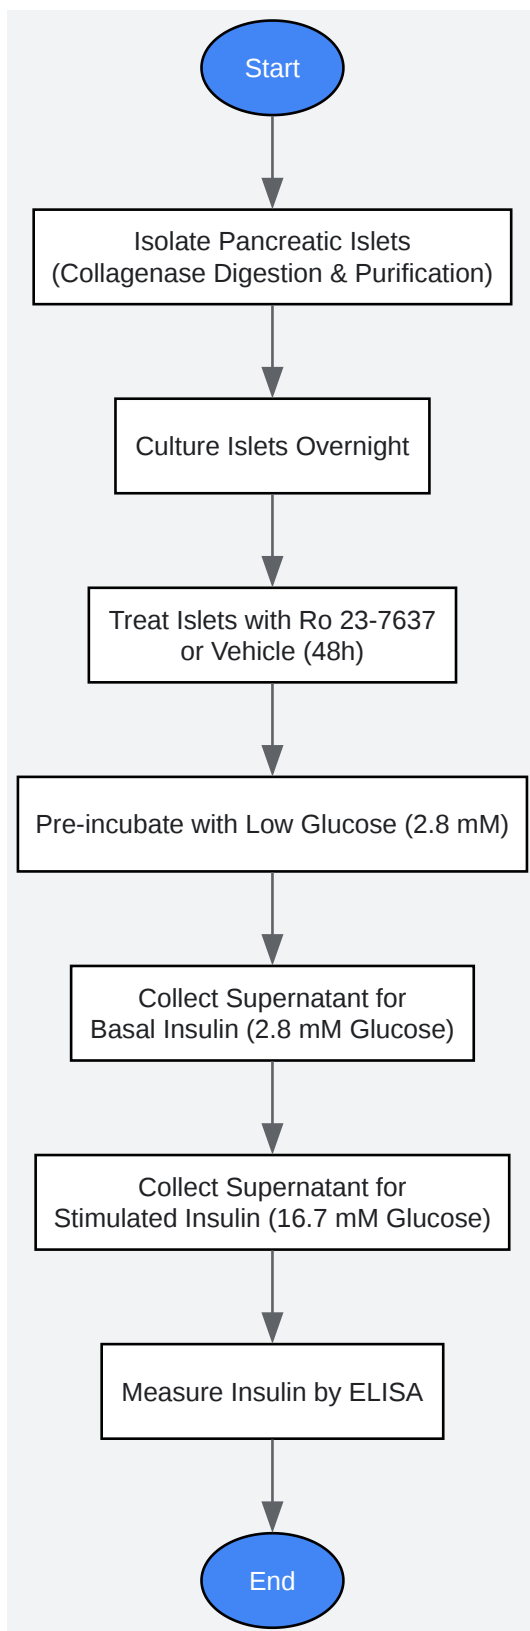 Start
Isolate Pancreatic Islets
(Collagenase Digestion & Purification)
Culture Islets Overnight
Treat Islets with Ro 23-7637
or Vehicle (48h)
Pre-incubate with Low Glucose (2.8 mM)
Collect Supernatant for
Basal Insulin (2.8 mM Glucose)
Collect Supernatant for
Stimulated Insulin (16.7 mM Glucose)
Measure Insulin by ELISA
End